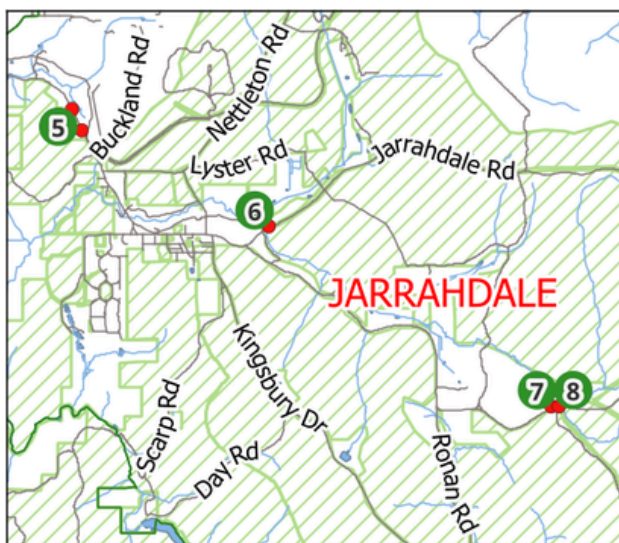 Buckland Rd
Nettleton Rd
5
Lyster Rd
Jarrahdale Rd
6
JARRAHDALE
Kingsbury Dr
7 8
Scarp Rd
Day Rd
Ronan Rd